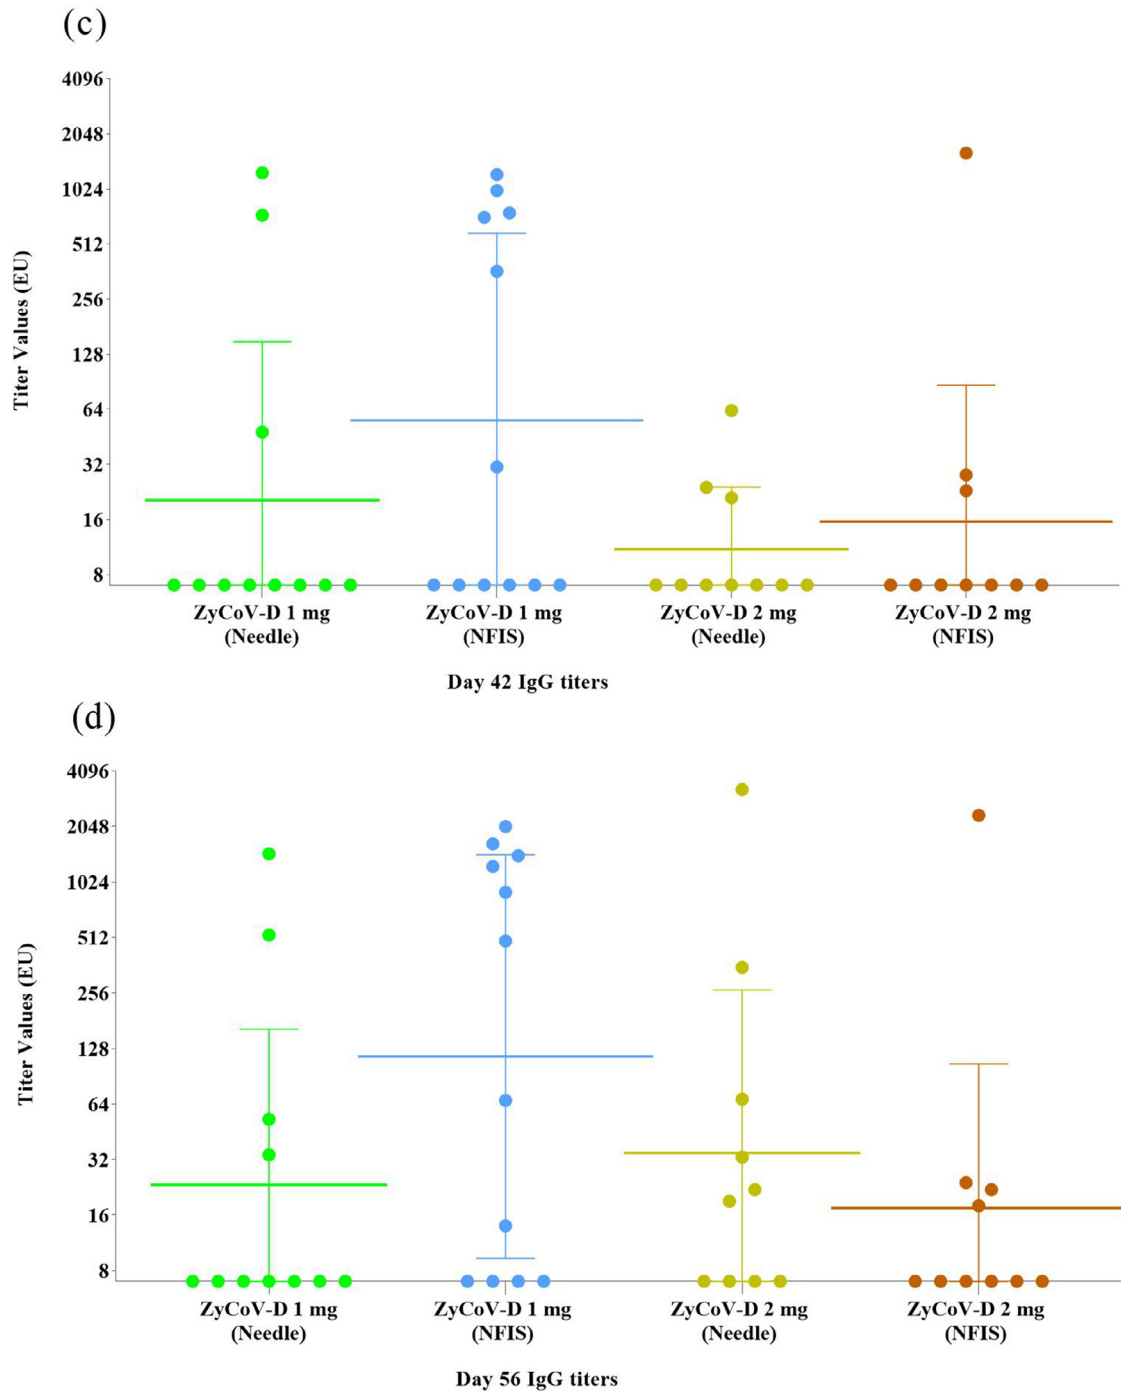 (c)
4096
2048
1024
512
256
128
64
32
16
8
Titer Values (EU)
ZyCoV-D 1 mg
(Needle)
ZyCoV-D 1 mg
(NFIS)
ZyCoV-D 2 mg
(Needle)
ZyCoV-D 2 mg
(NFIS)
Day 42 IgG titers
(d)
4096
2048
1024
512
256
128
64
32
16
8
Titer Values (EU)
ZyCoV-D 1 mg
(Needle)
ZyCoV-D 1 mg
(NFIS)
ZyCoV-D 2 mg
(Needle)
ZyCoV-D 2 mg
(NFIS)
Day 56 IgG titers